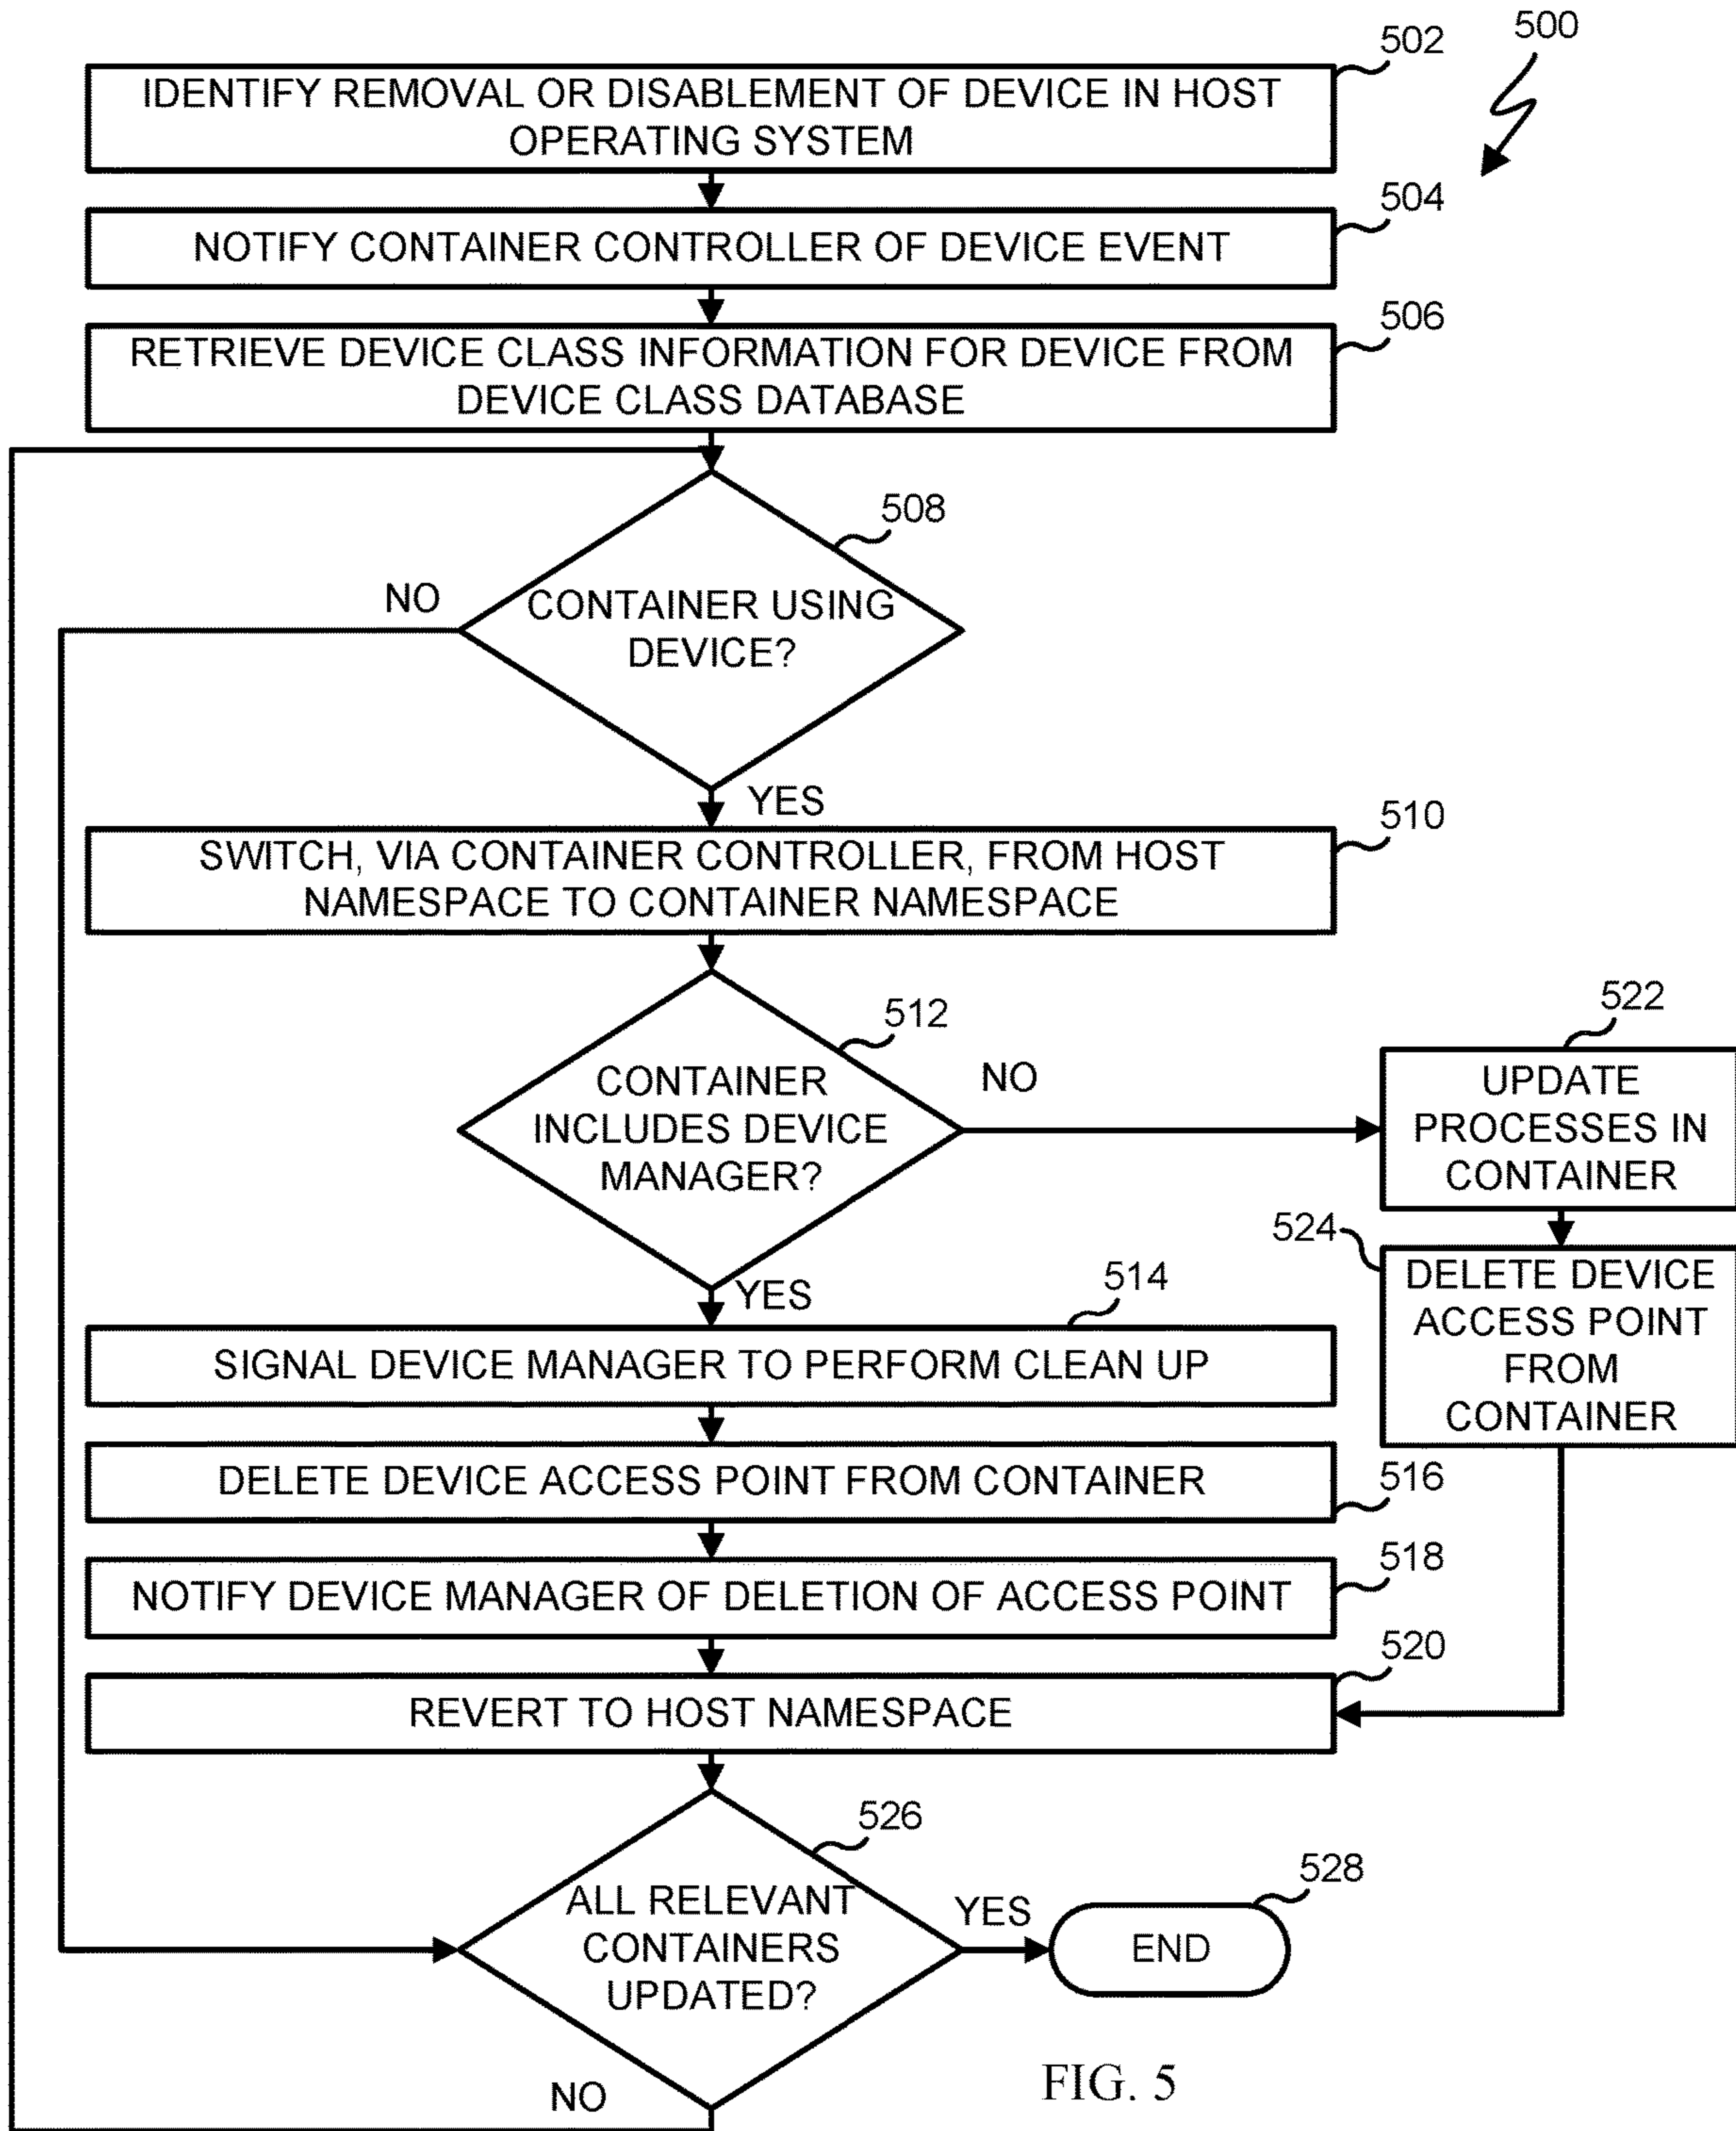 500
502
IDENTIFY REMOVAL OR DISABLEMENT OF DEVICE IN HOST
OPERATING SYSTEM
504
NOTIFY CONTAINER CONTROLLER OF DEVICE EVENT
506
RETRIEVE DEVICE CLASS INFORMATION FOR DEVICE FROM
DEVICE CLASS DATABASE
508
NO
CONTAINER USING
DEVICE?
YES
510
SWITCH, VIA CONTAINER CONTROLLER, FROM HOST
NAMESPACE TO CONTAINER NAMESPACE
512
CONTAINER
INCLUDES DEVICE
MANAGER?
NO
522
UPDATE
PROCESSES IN
CONTAINER
524
DELETE DEVICE
ACCESS POINT
FROM
CONTAINER
YES
514
SIGNAL DEVICE MANAGER TO PERFORM CLEAN UP
DELETE DEVICE ACCESS POINT FROM CONTAINER
516
518
NOTIFY DEVICE MANAGER OF DELETION OF ACCESS POINT
520
REVERT TO HOST NAMESPACE
526
ALL RELEVANT
CONTAINERS
UPDATED?
YES
528
END
NO
FIG. 5